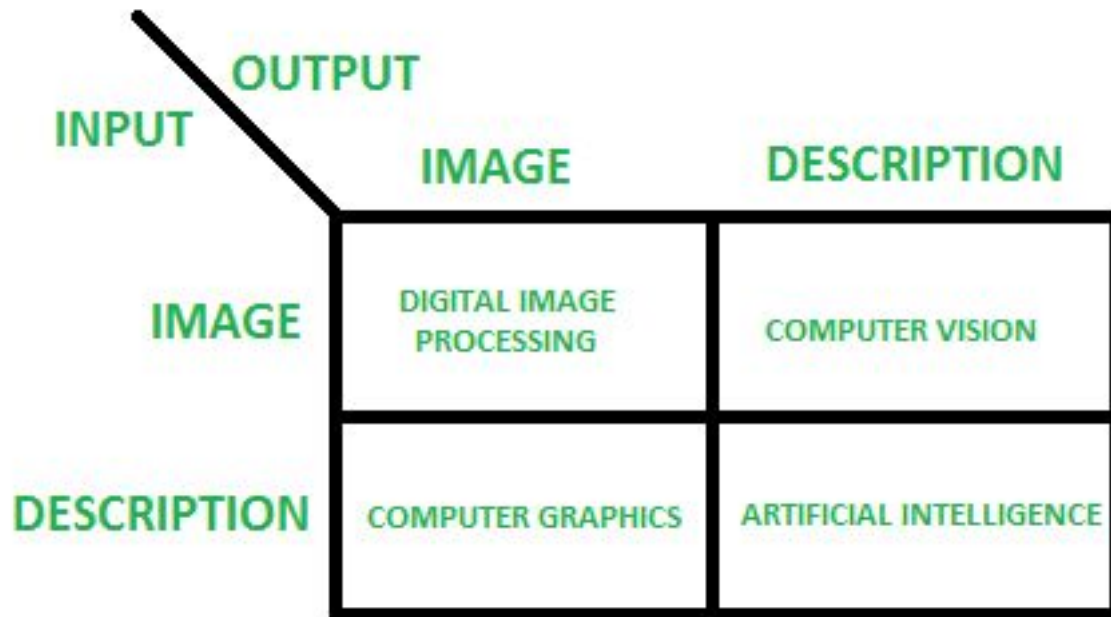 OUTPUT
INPUT
IMAGE
DESCRIPTION
IMAGE
DIGITAL IMAGE
PROCESSING
COMPUTER VISION
DESCRIPTION
COMPUTER GRAPHICS
ARTIFICIAL INTELLIGENCE